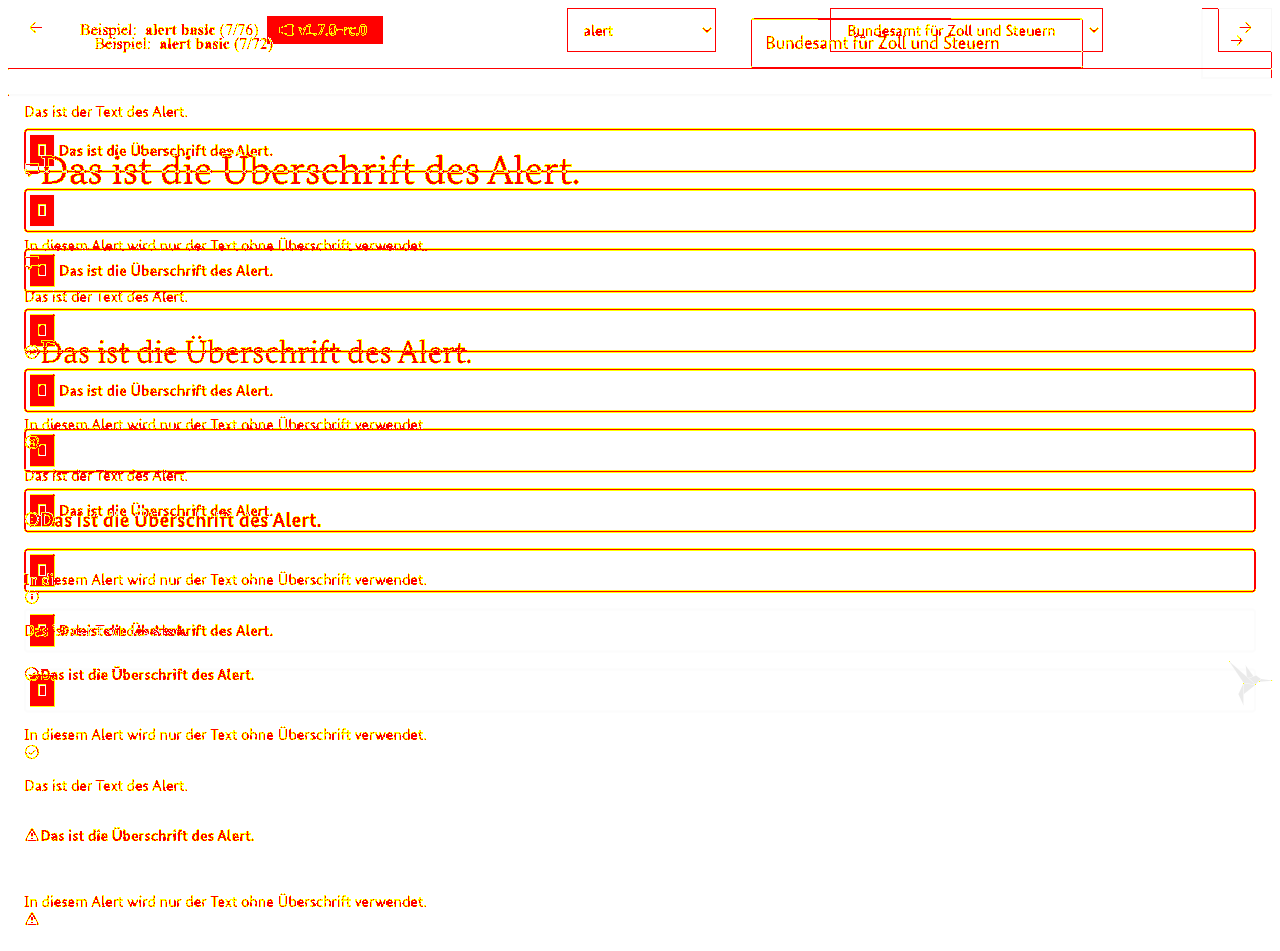 ← Beispiel: alert basic (7/76) v1.7.0-rc.0 alert Bundesamt für Zoll und Steuern →
Beispiel: alert basic (7/72) Bundesamt für Zoll und Steuern →
Das ist der Text des Alert.
Das ist die Überschrift des Alert.
Das ist die Überschrift des Alert.
In diesem Alert wird nur der Text ohne Überschrift verwendet.
Das ist die Überschrift des Alert.
Das ist der Text des Alert.
Das ist die Überschrift des Alert.
Das ist die Überschrift des Alert.
In diesem Alert wird nur der Text ohne Überschrift verwendet.
Das ist der Text des Alert.
Das ist die Überschrift des Alert.
Das ist die Überschrift des Alert.
In diesem Alert wird nur der Text ohne Überschrift verwendet.
Das ist die Überschrift des Alert.
Das ist die Überschrift des Alert.
In diesem Alert wird nur der Text ohne Überschrift verwendet.
Das ist der Text des Alert.
Das ist die Überschrift des Alert.
In diesem Alert wird nur der Text ohne Überschrift verwendet.